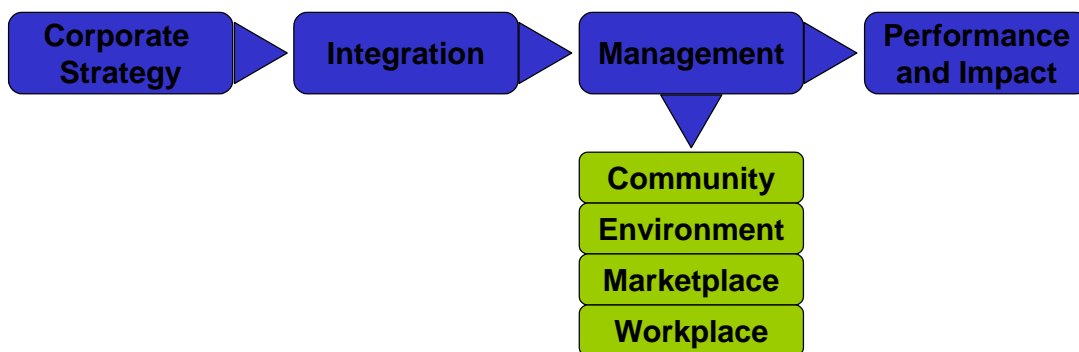 Corporate
Strategy
Integration
Management
Performance
and Impact
Community
Environment
Marketplace
Workplace